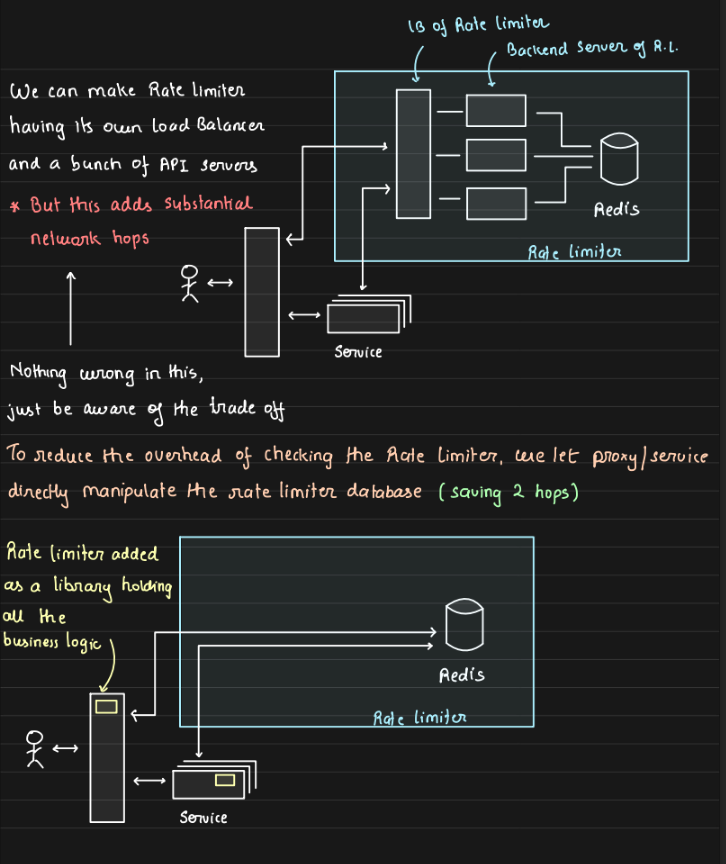 LB of Rate limiter
Backend Server of R.L.
We can make Rate limiter
having its own load Balancer
and a bunch of API servers
* But this adds substantial
network hops
Redis
Rate limiter
Service
Nothing wrong in this,
just be aware of the trade off
To reduce the overhead of checking the Rate Limiter, we let proxy/service
directly manipulate the rate limiter database (saving 2 hops)
Rate limiter added
as a library holding
all the
business logic
Redis
Rate limiter
Service